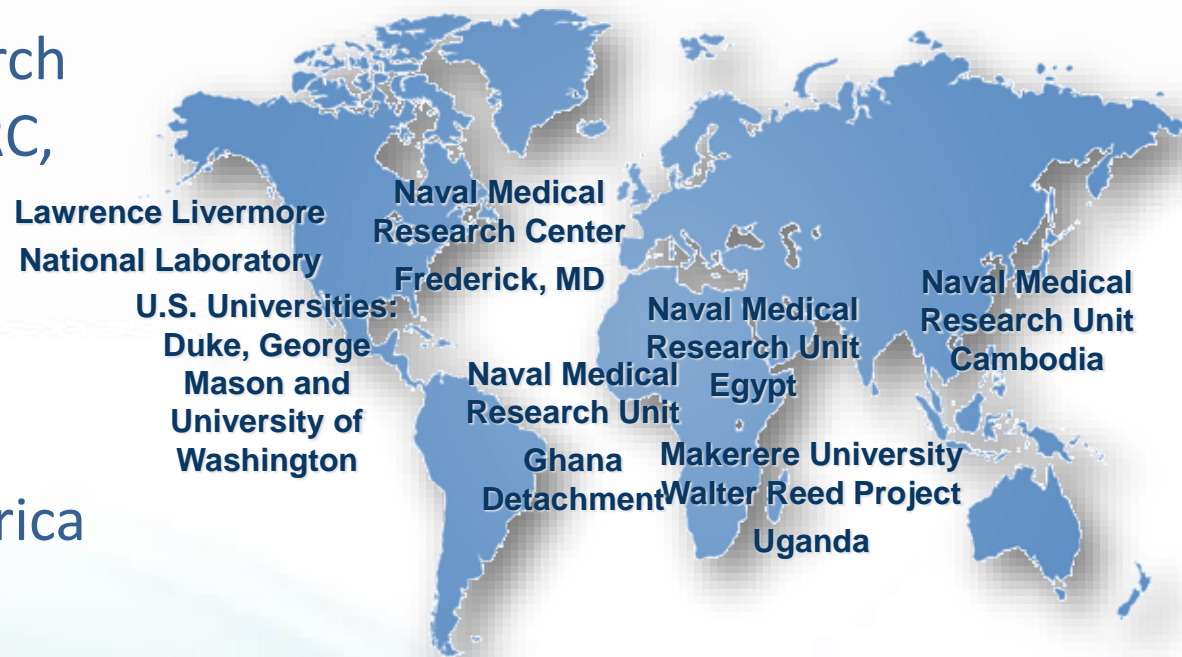 rch
RC,
rica
Lawrence Livermore
National Laboratory
U.S. Universities:
Duke, George
Mason and
University of
Washington
Naval Medical
Research Center
Frederick, MD
Naval Medical
Research Unit
Ghana
Detachment
Naval Medical
Research Unit
Egypt
Makerere University
Walter Reed Project
Uganda
Naval Medical
Research Unit
Cambodia